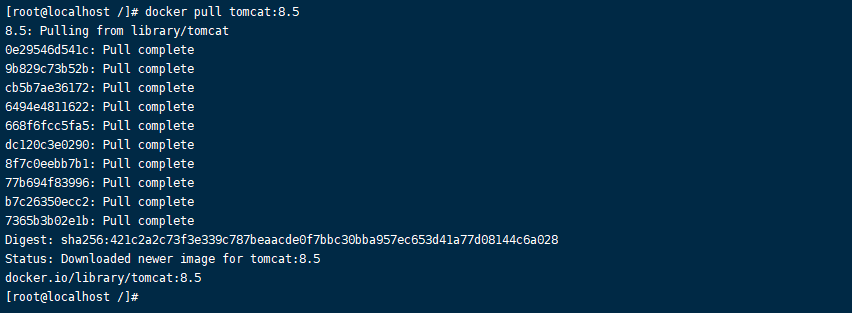 [root@localhost /]# docker pull tomcat:8.5
8.5: Pulling from library/tomcat
0e29546d541c: Pull complete
9b829c73b52b: Pull complete
cb5b7ae36172: Pull complete
6494e4811622: Pull complete
668f6fcc5fa5: Pull complete
dc120c3e0290: Pull complete
8f7c0eebb7b1: Pull complete
77b694f83996: Pull complete
b7c26350ecc2: Pull complete
7365b3b02e1b: Pull complete
Digest: sha256:421c2a2c73f3e339c787beaacde0f7bbc30bba957ec653d41a77d08144c6a028
Status: Downloaded newer image for tomcat:8.5
docker.io/library/tomcat:8.5
[root@localhost /]#